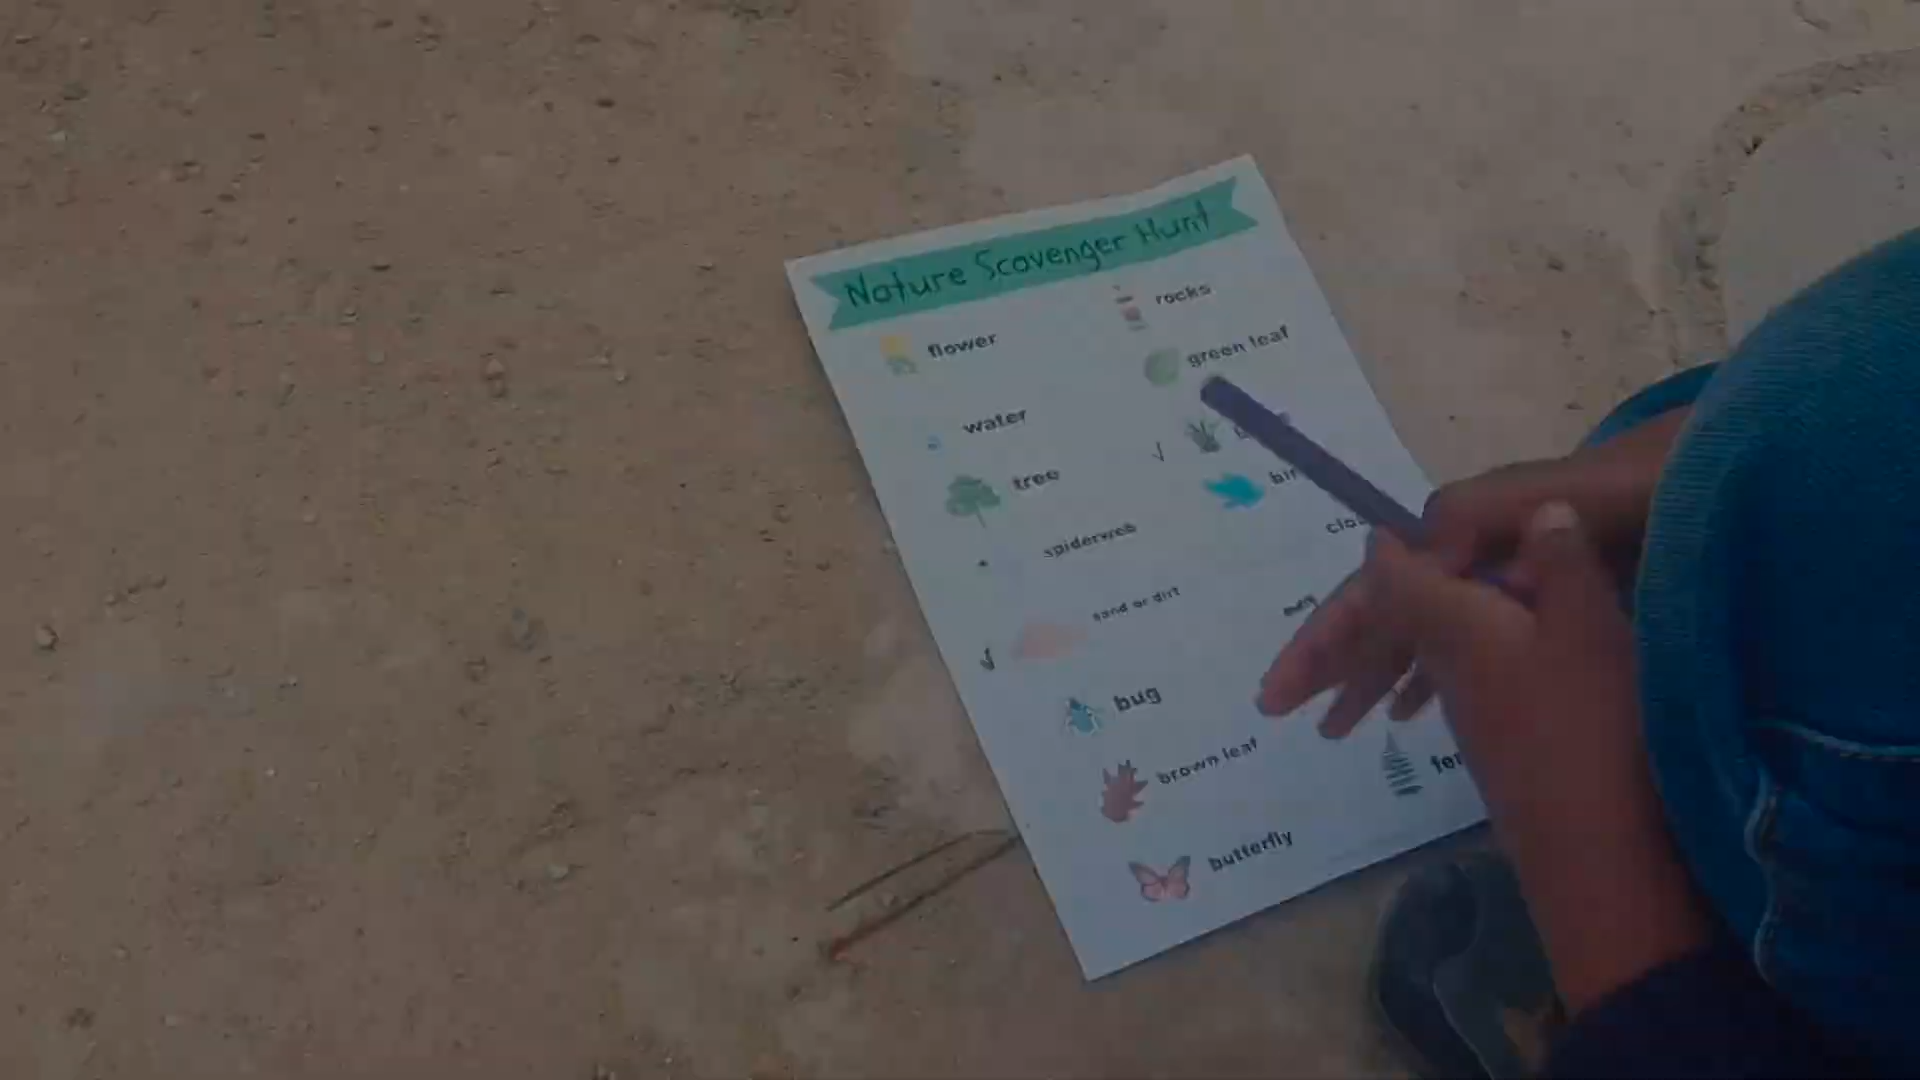 Nature Scavenger Hunt
flower
rocks
green leaf
water
tree
spiderweb
sand or dirt
bug
brown leaf
butterfly